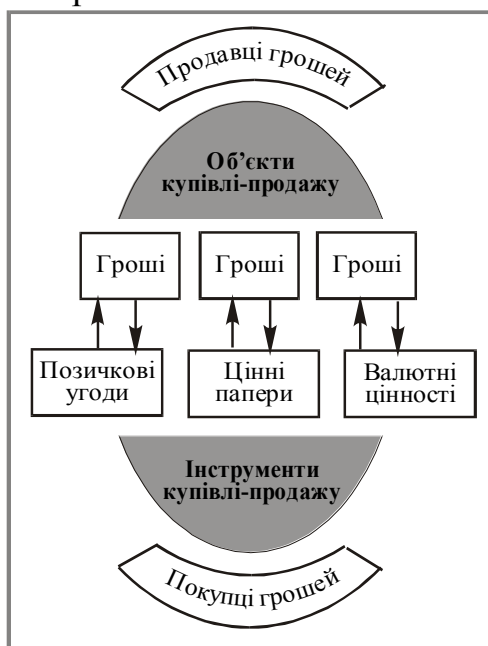 Продавці грошей
Об’єкти
купівлі-продажу
Гроші
Гроші
Гроші
Позичкові
угоди
Цінні
папери
Валютні
цінності
Інструменти
купівлі-продажу
Покупці грошей